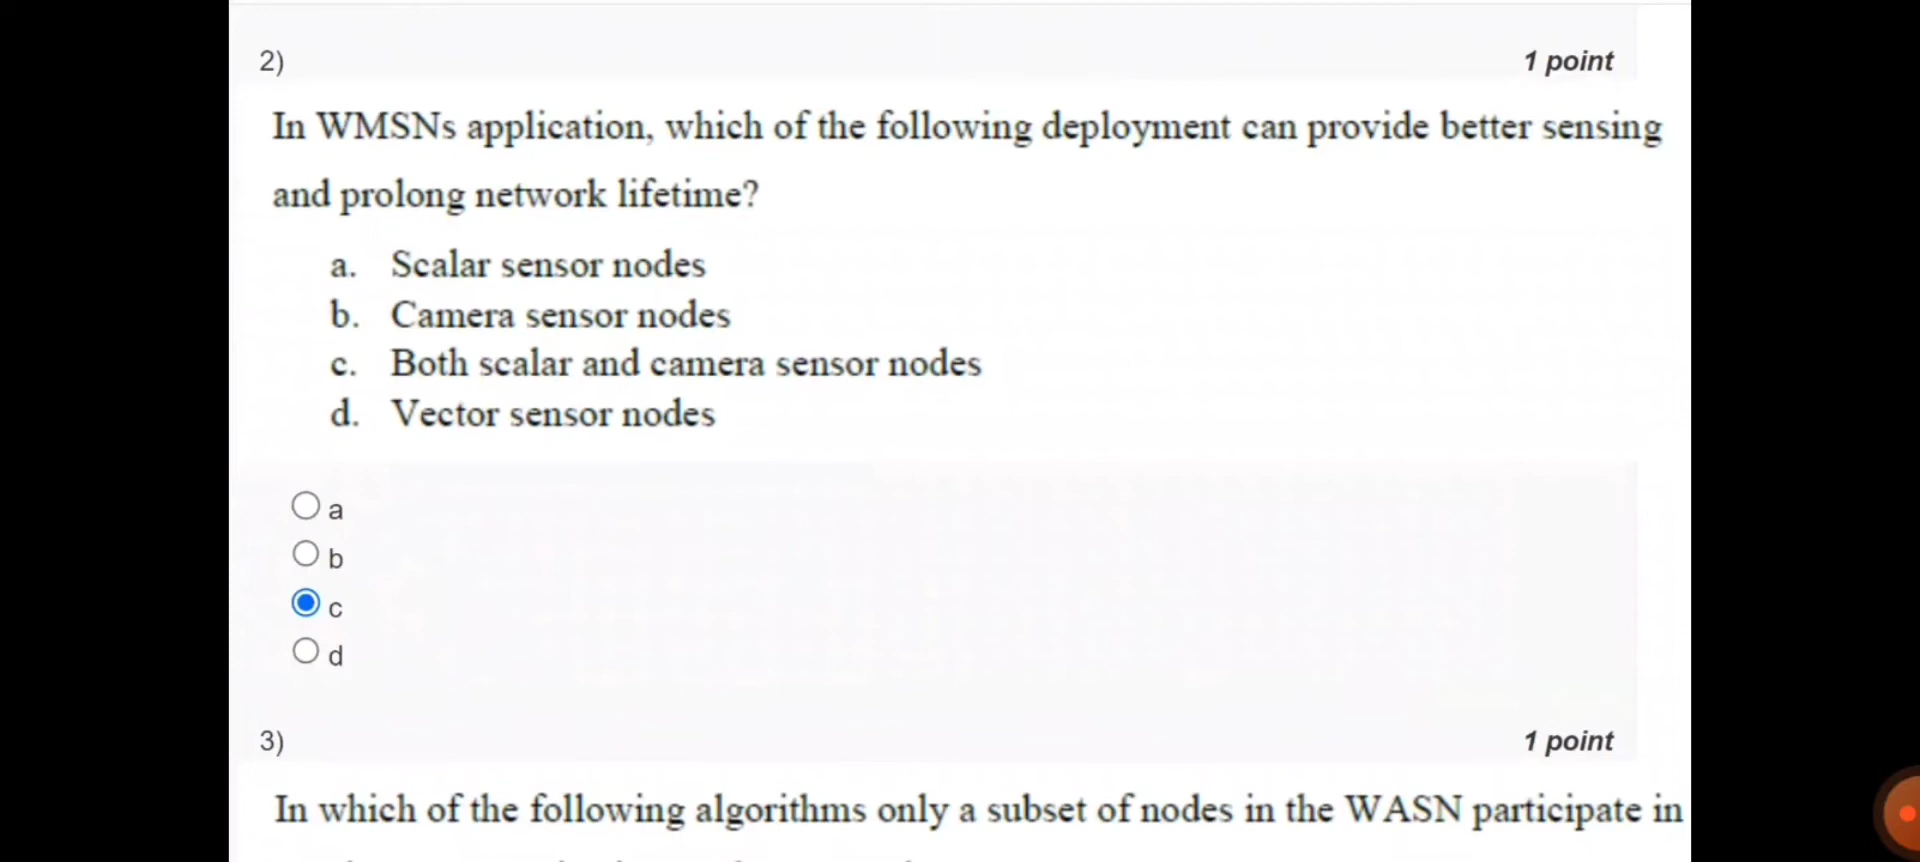 2)
1 point
In WMSNs application, which of the following deployment can provide better sensing
and prolong network lifetime?
a. Scalar sensor nodes
b. Camera sensor nodes
c. Both scalar and camera sensor nodes
d. Vector sensor nodes
a
b
c
d
3)
1 point
In which of the following algorithms only a subset of nodes in the WASN participate in